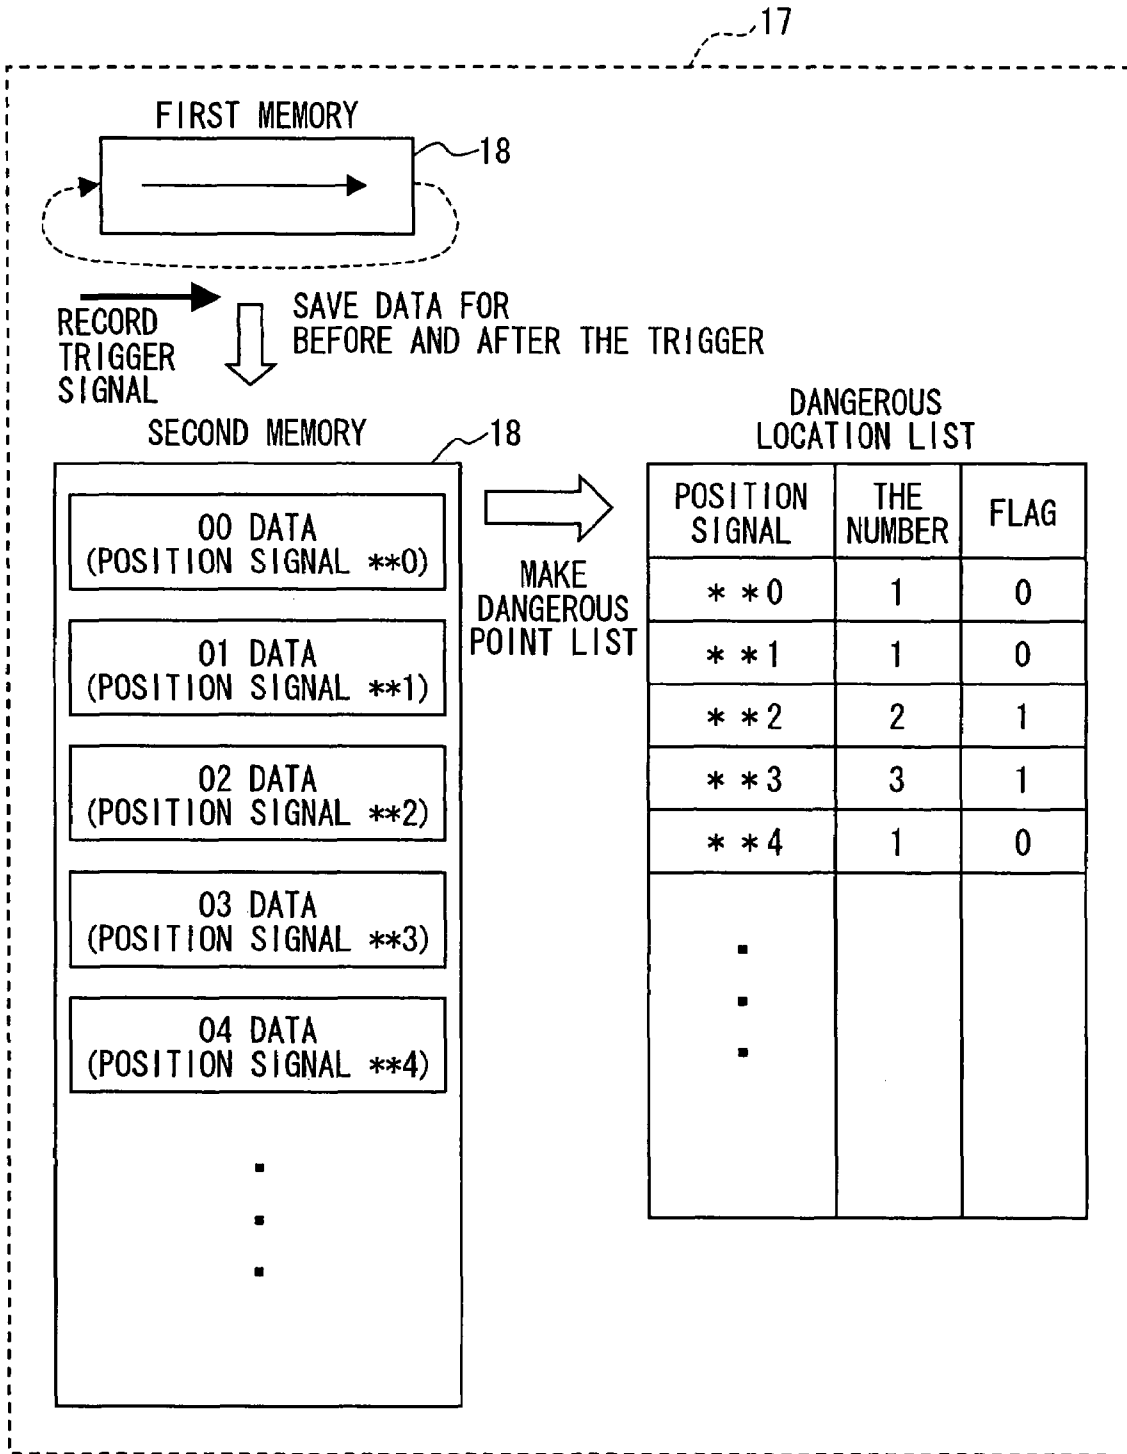 17
FIRST MEMORY
18
RECORD
TRIGGER
SIGNAL
SAVE DATA FOR
BEFORE AND AFTER THE TRIGGER
SECOND MEMORY
18
00 DATA
(POSITION SIGNAL **0)
01 DATA
(POSITION SIGNAL **1)
02 DATA
(POSITION SIGNAL **2)
03 DATA
(POSITION SIGNAL **3)
04 DATA
(POSITION SIGNAL **4)
MAKE
DANGEROUS
POINT LIST
DANGEROUS
LOCATION LIST
POSITION SIGNAL THE NUMBER FLAG
**0 1 0
**1 1 0
**2 2 1
**3 3 1
**4 1 0